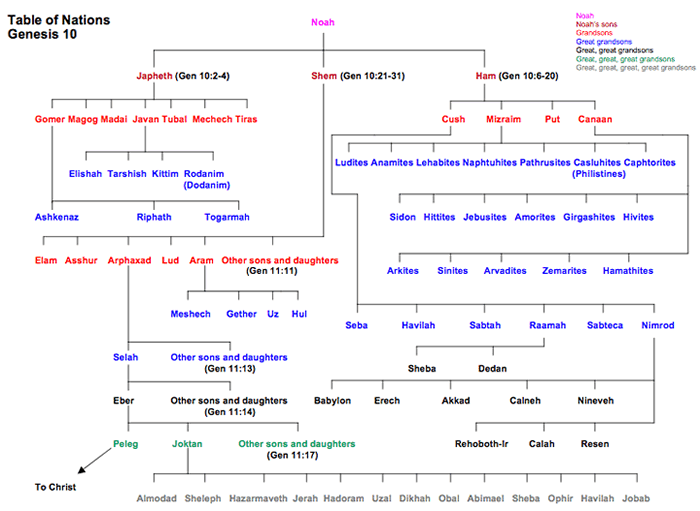 Table of Nations
Genesis 10
Noah
Noah
Noah's sons
Grandsons
Great grandsons
Great, great grandsons
Great, great, great grandsons
Great, great, great, great grandsons
Japheth (Gen 10:2-4) Shem (Gen 10:21-31) Ham (Gen 10:6-20)
Gomer Magog Madai Javan Tubal Mechech Tiras
Cush Mizraim Put Canaan
Ludites Anamites Lehabites Naphtuhites Pathrusites Casluhites Caphtorites
(Philistines)
Elishah Tarshish Kittim Rodanim
(Dodanim)
Ashkenaz Riphath Togarmah
Sidon Hittites Jebusites Amorites Girgashites Hivites
Elam Asshur Arphaxad Lud Aram Other sons and daughters
(Gen 11:11)
Arkites Sinites Arvadites Zemarites Hamathites
Meshech Gether Uz Hul
Seba Havilah Sabtah Raamah Sabteca Nimrod
Selah Other sons and daughters
(Gen 11:13)
Sheba Dedan
Eber Other sons and daughters
(Gen 11:14)
Babylon Erech Akkad Calneh Nineveh
Peleg Joktan Other sons and daughters
(Gen 11:17)
Rehoboth-Ir Calah Resen
To Christ
Almodad Sheleph Hazarmaveth Jerah Hadoram Uzal Dikhah Obal Abimael Sheba Ophir Havilah Jobab